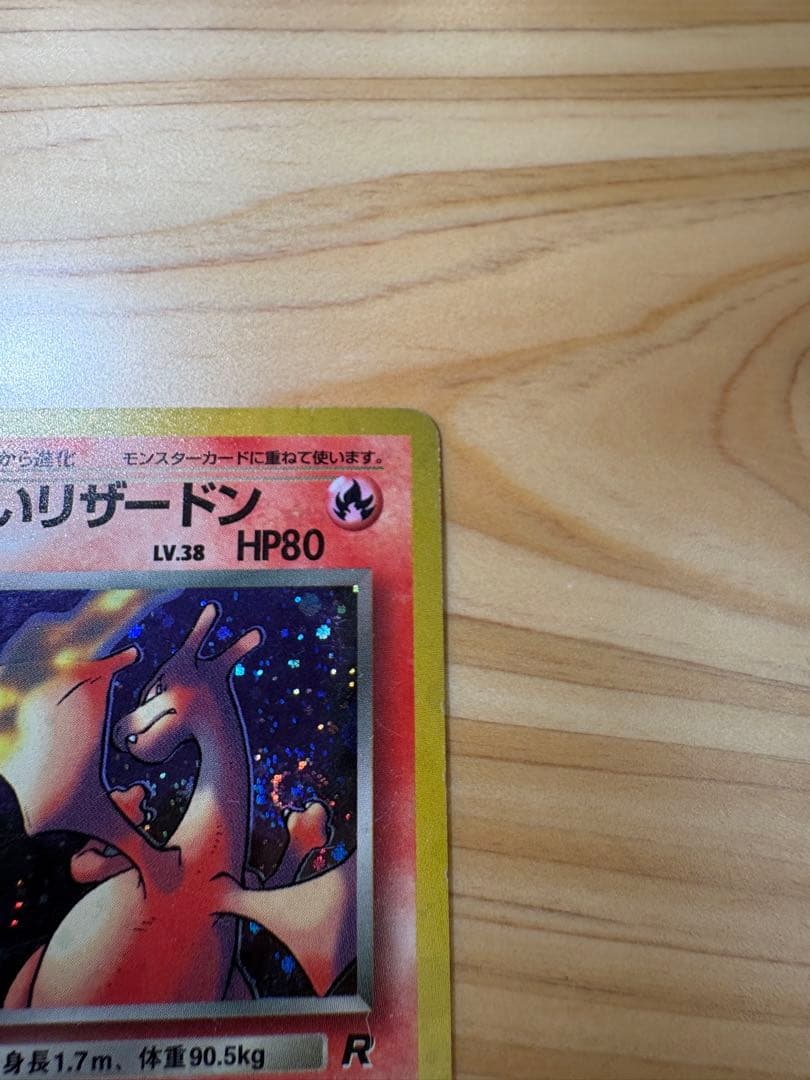 から進化 モンスターカードに重ねて使います。
いリザードン
LV.38 HP80
身長1.7m、体重90.5kg R